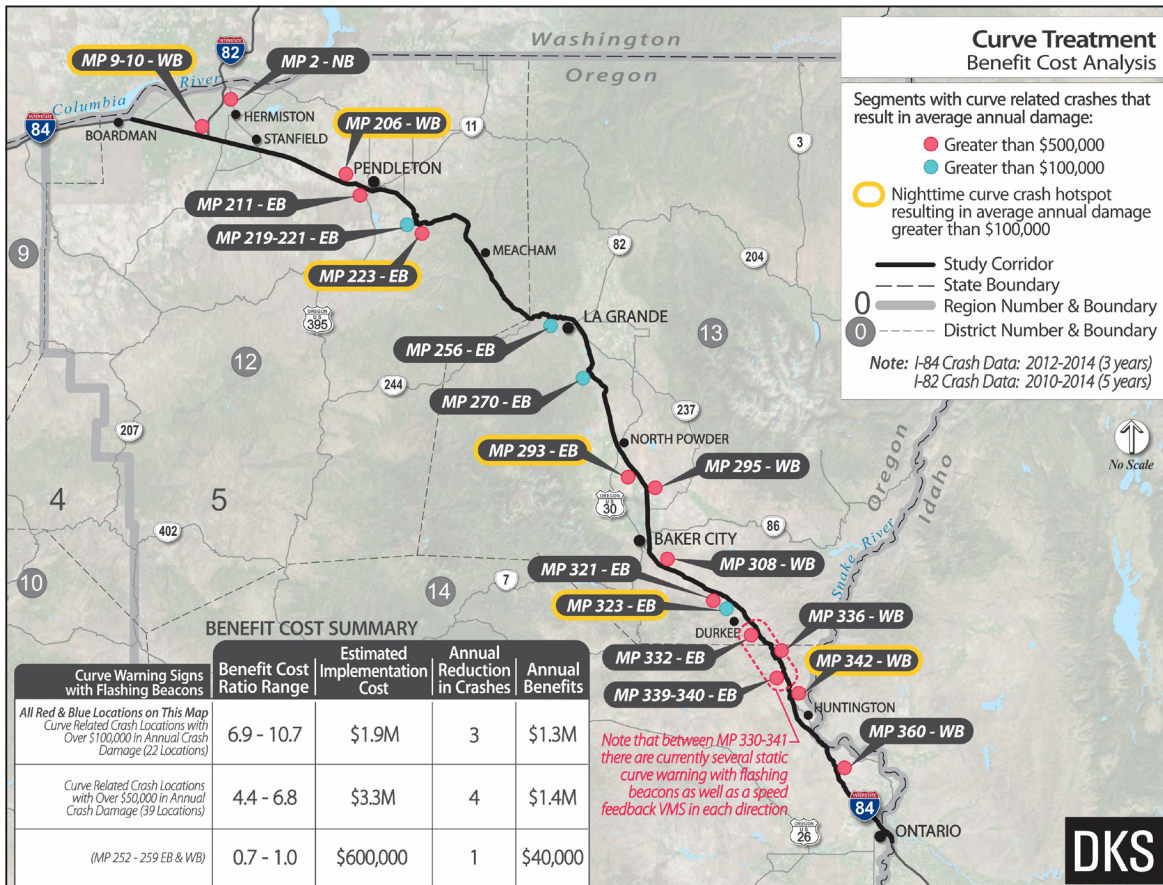 Curve Treatment
Benefit Cost Analysis
Segments with curve related crashes that
result in average annual damage:
Greater than $500,000
Greater than $100,000
Nighttime curve crash hotspot
resulting in average annual damage
greater than $100,000
Study Corridor
State Boundary
0 Region Number & Boundary
0 District Number & Boundary
Note: I-84 Crash Data: 2012-2014 (3 years)
I-82 Crash Data: 2010-2014 (5 years)
Washington
Oregon
Columbia River
INTERSTATE
82
INTERSTATE
84
MP 9-10 - WB
MP 2 - NB
HERMISTON
BOARDMAN
STANFIELD
MP 206 - WB
11
3
PENDLETON
MP 211 - EB
MP 219-221 - EB
MP 223 - EB
MEACHAM
82
204
9
OREGON
U S
395
LA GRANDE
12
13
MP 256 - EB
MP 270 - EB
244
237
207
NORTH POWDER
MP 293 - EB
MP 295 - WB
No Scale
Oregon
Idaho
Snake River
4
5
OREGON
U S
30
402
86
BAKER CITY
MP 308 - WB
10
14
7
MP 321 - EB
MP 323 - EB
DURKEE
MP 336 - WB
MP 332 - EB
MP 342 - WB
MP 339-340 - EB
HUNTINGTON
MP 360 - WB
Note that between MP 330-341
there are currently several static
curve warning with flashing
beacons as well as a speed
feedback VMS in each direction
INTERSTATE
84
OREGON
U S
26
ONTARIO
BENEFIT COST SUMMARY
Curve Warning Signs
with Flashing Beacons
Benefit Cost
Ratio Range
Estimated
Implementation
Cost
Annual
Reduction
in Crashes
Annual
Benefits
All Red & Blue Locations on This Map
Curve Related Crash Locations with
Over $100,000 in Annual Crash
Damage (22 Locations)
6.9 - 10.7
$1.9M
3
$1.3M
Curve Related Crash Locations
with Over $50,000 in Annual
Crash Damage (39 Locations)
4.4 - 6.8
$3.3M
4
$1.4M
(MP 252 - 259 EB & WB)
0.7 - 1.0
$600,000
1
$40,000
DKS